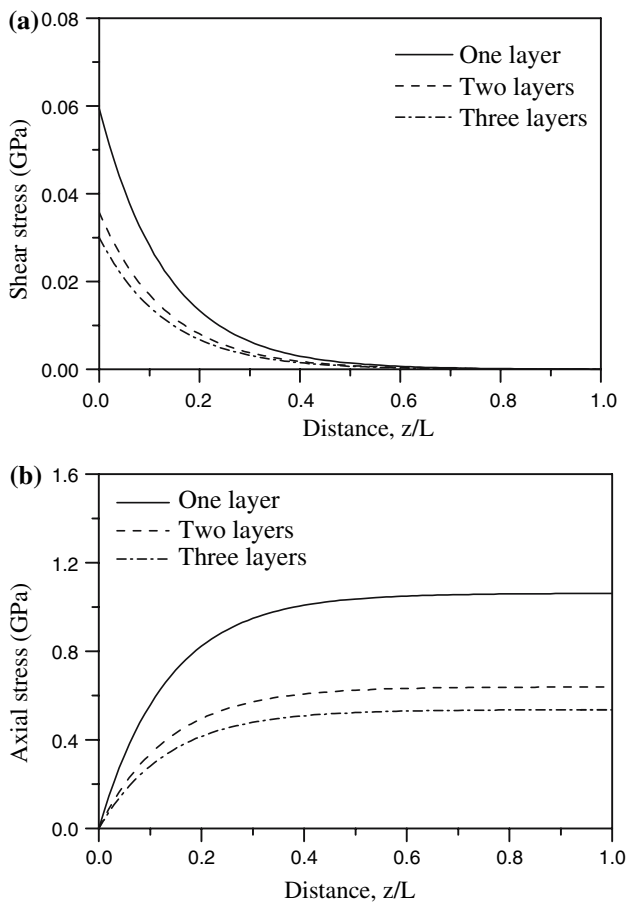 (a)
0.08
0.06
0.04
0.02
0.00
Shear stress (GPa)
One layer
Two layers
Three layers
0.0 0.2 0.4 0.6 0.8 1.0
Distance, z/L
(b)
1.6
1.2
0.8
0.4
0.0
Axial stress (GPa)
One layer
Two layers
Three layers
0.0 0.2 0.4 0.6 0.8 1.0
Distance, z/L